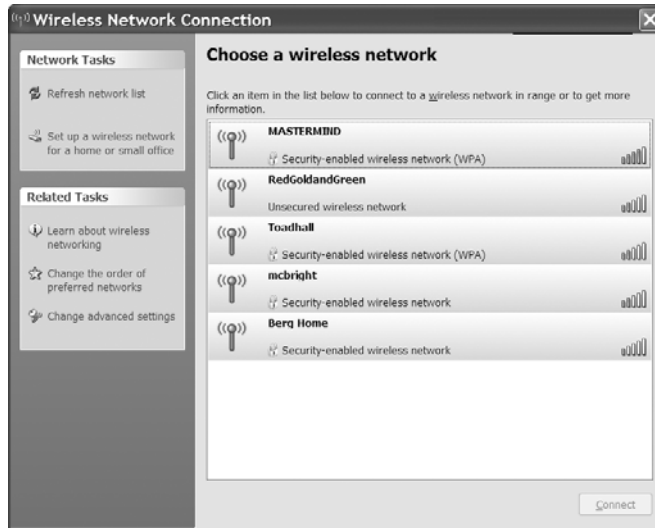 Wireless Network Connection
Network Tasks
Refresh network list
Set up a wireless network
for a home or small office
Related Tasks
Learn about wireless
networking
Change the order of
preferred networks
Change advanced settings
Choose a wireless network
Click an item in the list below to connect to a wireless network in range or to get more
information.
MASTERMIND
Security-enabled wireless network (WPA)
RedGoldandGreen
Unsecured wireless network
Toadhall
Security-enabled wireless network (WPA)
mcbright
Security-enabled wireless network
Berg Home
Security-enabled wireless network
Connect